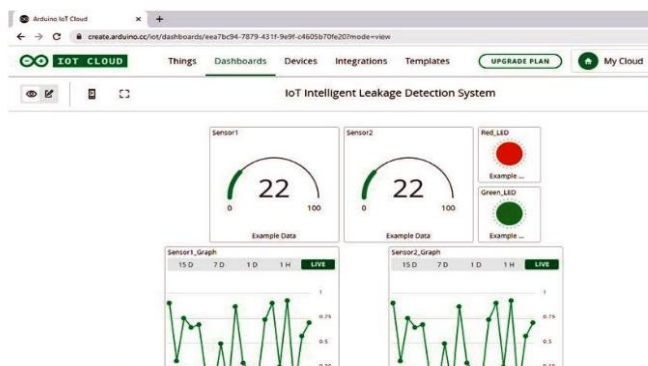 Arduino IoT Cloud
create.arduino.cc/iot/dashboards/eea7bc94-7879-431f-9e9f-c4605b70fe20?mode=view
IOT CLOUD Things Dashboards Devices Integrations Templates UPGRADE PLAN My Cloud
IoT Intelligent Leakage Detection System
Sensor1 Sensor2 Red_LED
22 22
0 100 0 100
Example ...
Green_LED
Example Data Example Data Example ...
Sensor1_Graph Sensor2_Graph
15 D 7 D 1 D 1 H LIVE 15 D 7 D 1 D 1 H LIVE
1 1
0.75 0.75
0.5 0.5